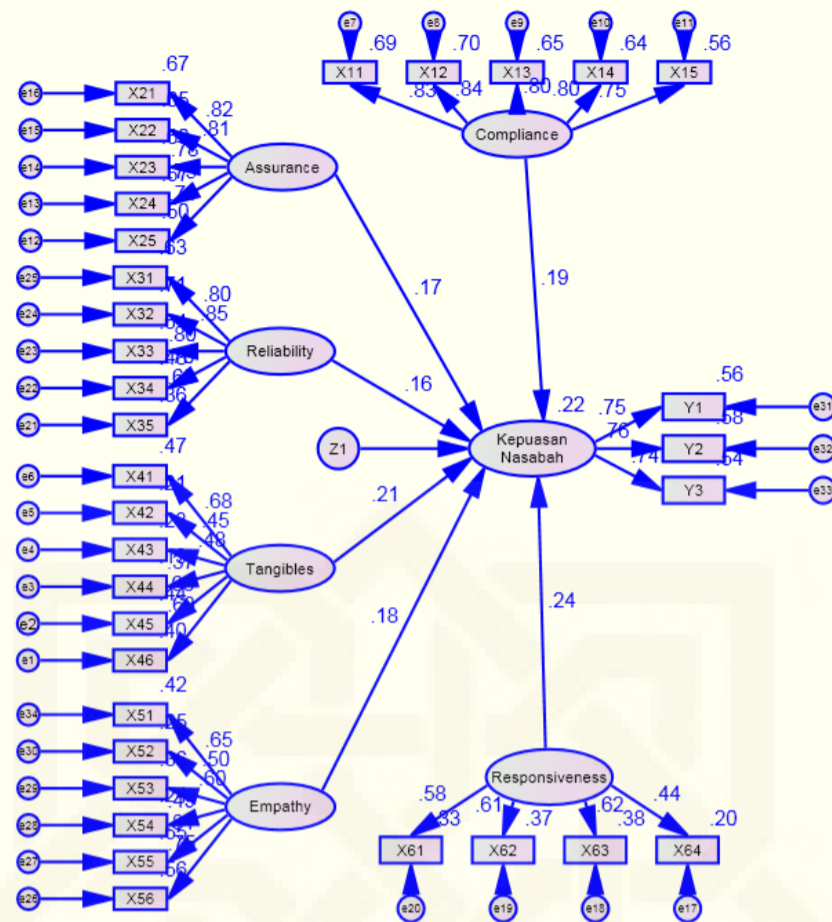 e7
e8
e9
e10
e11
.69
.70
.65
.64
.56
X11
X12
X13
X14
X15
.83
.84
.80
.80
.75
Compliance
.67
e16
X21
.82
e15
X22
.81
e14
X23
Assurance
e13
X24
e12
X25
.60
.17
.19
.63
e25
X31
.80
e24
X32
.85
e23
X33
.80
Reliability
e22
X34
e21
X35
.36
.16
.22
Z1
Kepuasan
Nasabah
.75
.56
Y1
e31
.76
.58
Y2
e32
.74
.54
Y3
e33
.47
e6
X41
.68
e5
X42
.45
e4
X43
.48
Tangibles
e3
X44
e2
X45
e1
X46
.40
.21
.18
.24
.42
e34
X51
.65
e30
X52
.50
e29
X53
.60
Empathy
e28
X54
e27
X55
e26
X56
.56
Responsiveness
.58
.33
.61
.37
.62
.38
.44
.20
X61
X62
X63
X64
e20
e19
e18
e17